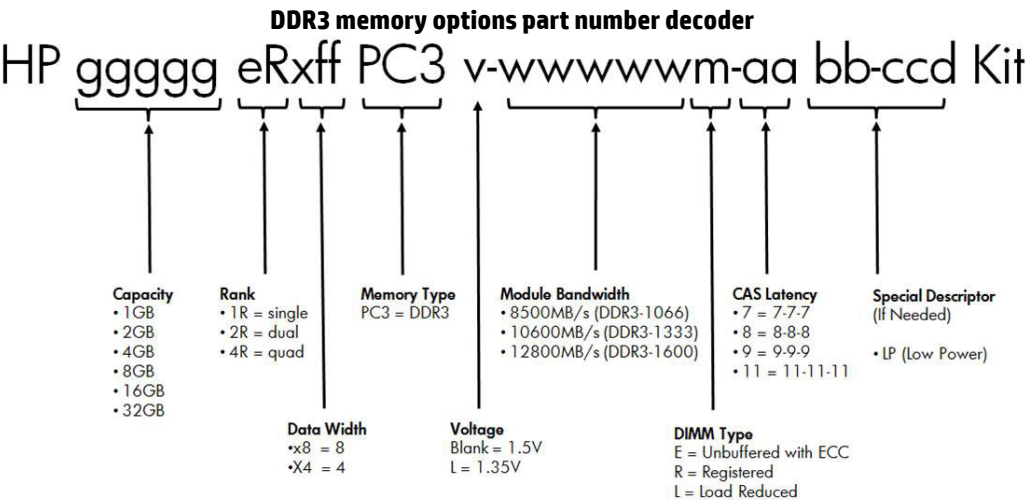 DDR3 memory options part number decoder
HP ggggg eRxff PC3 v-wwwwwm-aa bb-ccd Kit
Capacity
• 1GB
• 2GB
• 4GB
• 8GB
• 16GB
• 32GB
Rank
• 1R = single
• 2R = dual
• 4R = quad
Data Width
•x8 = 8
•X4 = 4
Memory Type
PC3 = DDR3
Voltage
Blank = 1.5V
L = 1.35V
Module Bandwidth
• 8500MB/s (DDR3-1066)
• 10600MB/s (DDR3-1333)
• 12800MB/s (DDR3-1600)
DIMM Type
E = Unbuffered with ECC
R = Registered
L = Load Reduced
CAS Latency
• 7 = 7-7-7
• 8 = 8-8-8
• 9 = 9-9-9
• 11 = 11-11-11
Special Descriptor
(If Needed)
• LP (Low Power)